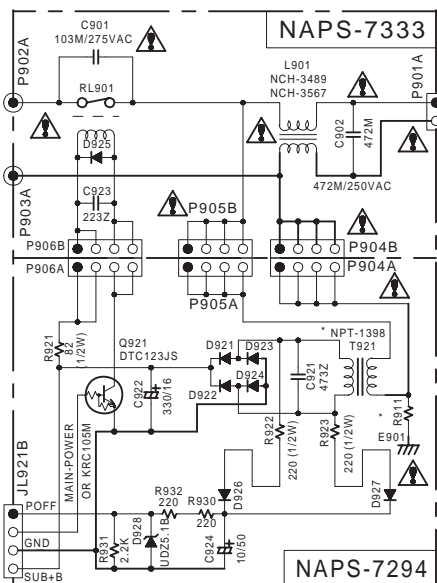 C901
103M/275VAC
NAPS-7333
P902A
P901A
RL901
L901
NCH-3489
NCH-3567
C902
472M
D925
C923
223Z
472M/250VAC
P903A
P905B
P906B
P904B
P906A
P904A
P905A
R921
82
(1/2W)
Q921
DTC123JS
D921
D923
* NPT-1398
T921
C922
330/16
D924
C921
473Z
D922
R922
220 (1/2W)
R923
220 (1/2W)
*
R911
E901
MAIN-POWER
OR KRC105M
JL921B
D926
D927
POFF
R932
220
R930
220
GND
R931
2.2K
D928
UDZ5.1B
C924
10/50
SUB+B
NAPS-7294